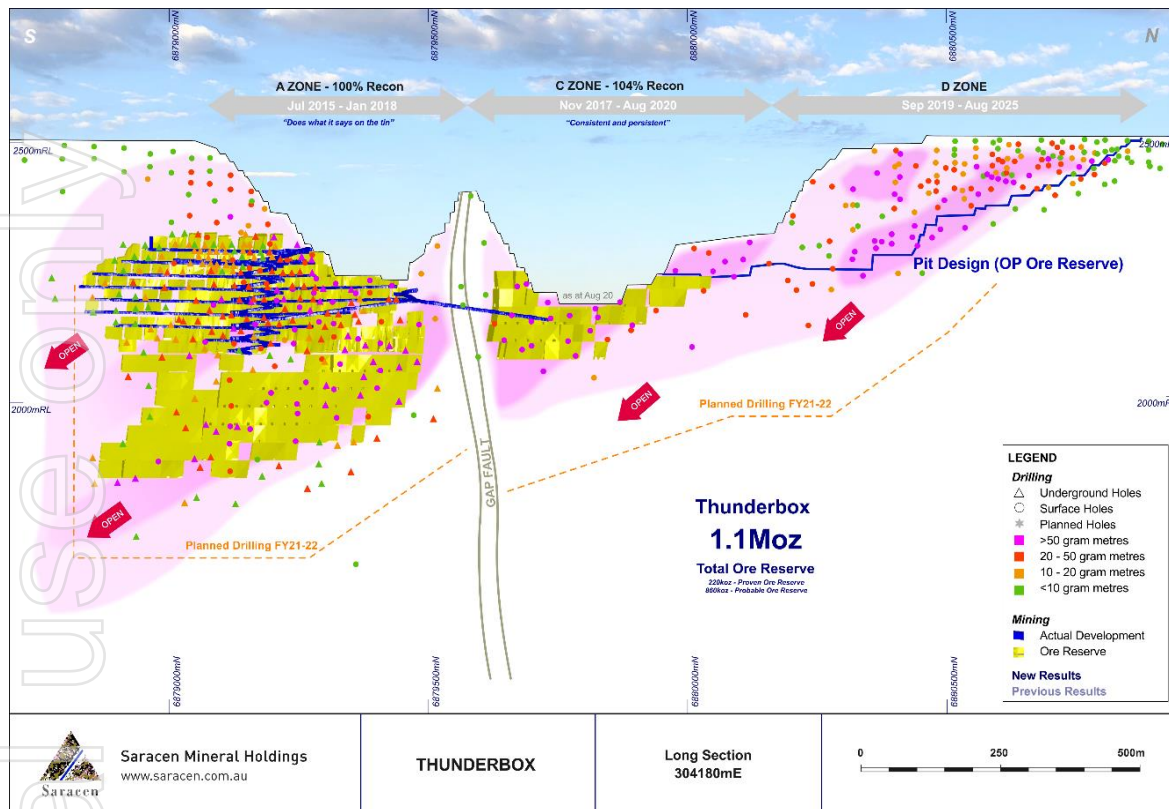 S
N
6879000mN
6879500mN
6880000mN
6880500mN
A ZONE - 100% Recon
Jul 2015 - Jan 2018
"Does what it says on the tin"
C ZONE - 104% Recon
Nov 2017 - Aug 2020
"Consistent and persistent"
D ZONE
Sep 2019 - Aug 2025
2500mRL
2500mRL
Pit Design (OP Ore Reserve)
as at Aug 20
OPEN
OPEN
OPEN
OPEN
2000mRL
2000mRL
Planned Drilling FY21-22
Planned Drilling FY21-22
GAP FAULT
Thunderbox
1.1Moz
Total Ore Reserve
220koz - Proven Ore Reserve
860koz - Probable Ore Reserve
LEGEND
Drilling
Underground Holes
Surface Holes
Planned Holes
>50 gram metres
20 - 50 gram metres
10 - 20 gram metres
<10 gram metres
Mining
Actual Development
Ore Reserve
New Results
Previous Results
6879000mN
6879500mN
6880000mN
6880500mN
Saracen
Saracen Mineral Holdings
www.saracen.com.au
THUNDERBOX
Long Section
304180mE
0 250 500m
use only